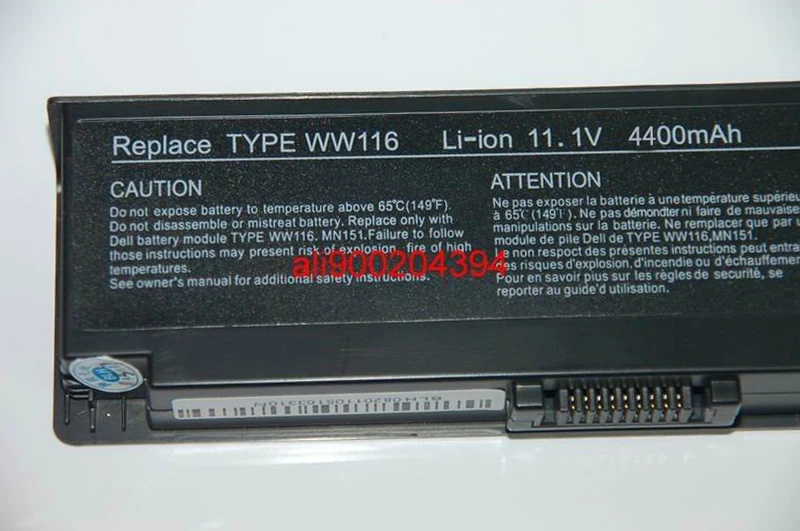 Replace TYPE WW116 Li-ion 11.1V 4400mAh
CAUTION
Do not expose battery to temperature above 65℃(149℉).
Do not disassemble or mistreat battery. Replace only with
Dell battery module TYPE WW116. MN151.Failure to follow
those instructions may present risk of explosion, fire of high
temperatures.
See owner's manual for additional safety instructions.
ATTENTION
Ne pas exposer la batterie à une température supérieu
à 65℃ (149℉). Ne pas démonter ni faire de mauvaises
manipulations sur la batterie. Ne remplacer que par u
module de pile Dell de TYPE WW116,MN151.
Le non respect des présentes instructions peut entra
des risques d'explosion, d'incendie ou d'échauffeme
Pour en savoir plus sur les règles de securité, se
reporter au guide'd utilisation.
ali900204394